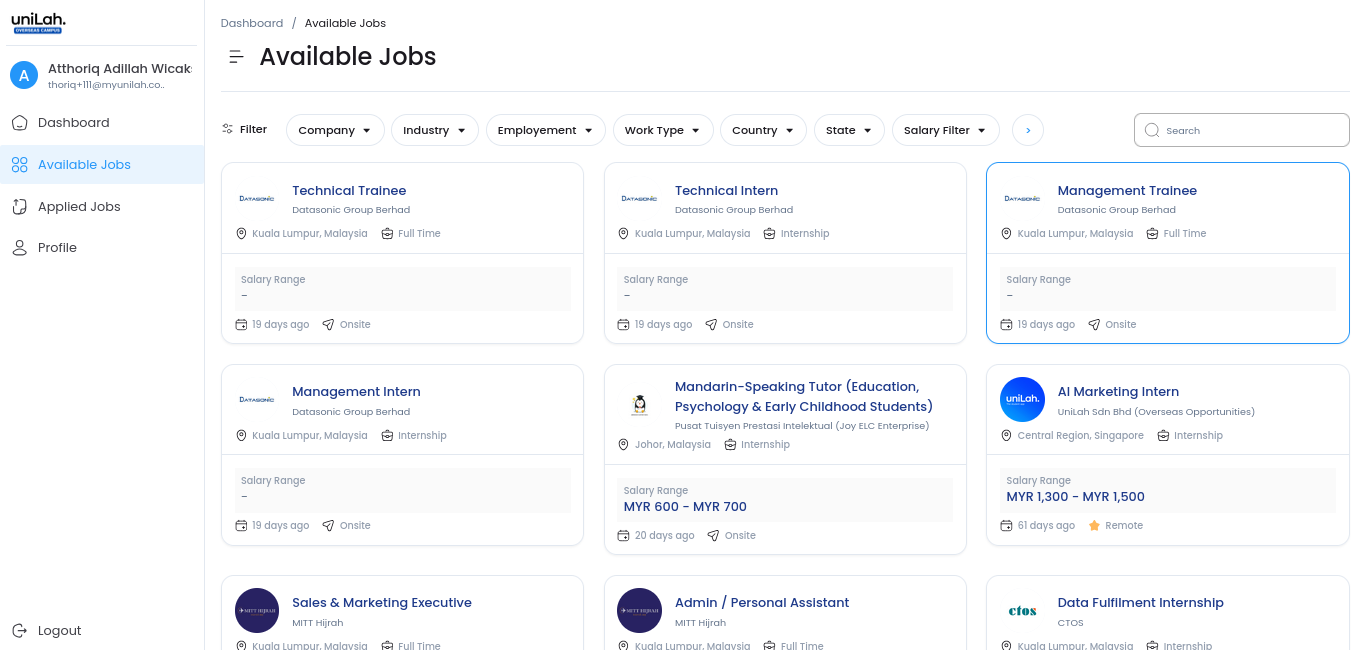 uniLah.
OVERSEAS CAMPUS
A
Atthoriq Adillah Wicaks
thoriq+111@myunilah.co..
Dashboard
Available Jobs
Applied Jobs
Profile
Logout
Dashboard / Available Jobs
Available Jobs
Filter
Company
Industry
Employement
Work Type
Country
State
Salary Filter
>
Search
DATASONIC
Technical Trainee
Datasonic Group Berhad
Kuala Lumpur, Malaysia Full Time
Salary Range
-
19 days ago Onsite
DATASONIC
Technical Intern
Datasonic Group Berhad
Kuala Lumpur, Malaysia Internship
Salary Range
-
19 days ago Onsite
DATASONIC
Management Trainee
Datasonic Group Berhad
Kuala Lumpur, Malaysia Full Time
Salary Range
-
19 days ago Onsite
DATASONIC
Management Intern
Datasonic Group Berhad
Kuala Lumpur, Malaysia Internship
Salary Range
-
19 days ago Onsite
Mandarin-Speaking Tutor (Education,
Psychology & Early Childhood Students)
Pusat Tuisyen Prestasi Intelektual (Joy ELC Enterprise)
Johor, Malaysia Internship
Salary Range
MYR 600 - MYR 700
20 days ago Onsite
uniLah.
AI Marketing Intern
UniLah Sdn Bhd (Overseas Opportunities)
Central Region, Singapore Internship
Salary Range
MYR 1,300 - MYR 1,500
61 days ago Remote
MITT HIJRAH
Sales & Marketing Executive
MITT Hijrah
Kuala Lumpur, Malaysia Full Time
MITT HIJRAH
Admin / Personal Assistant
MITT Hijrah
Kuala Lumpur, Malaysia Full Time
ctos
Data Fulfilment Internship
CTOS
Kuala Lumpur, Malaysia Internship